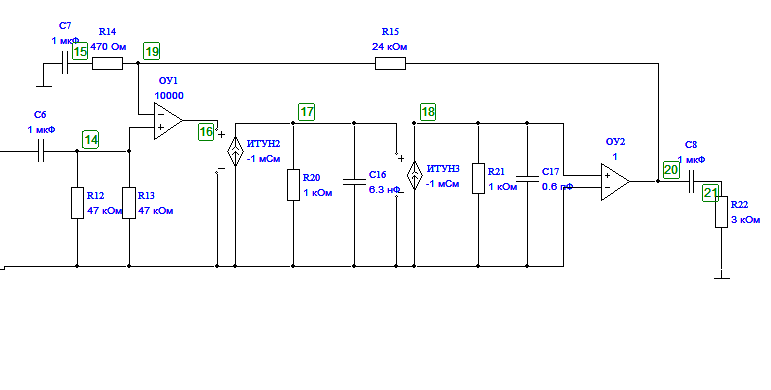 C7
1 мкФ
15
R14
470 Ом
19
R15
24 кОм
ОУ1
10000
C6
1 мкФ
14
16
17
18
ИТУН2
-1 мСм
R20
1 кОм
C16
6.3 нФ
ИТУН3
-1 мСм
R21
1 кОм
C17
0.6 пФ
ОУ2
1
C8
1 мкФ
20
21
R22
3 кОм
R12
47 кОм
R13
47 кОм